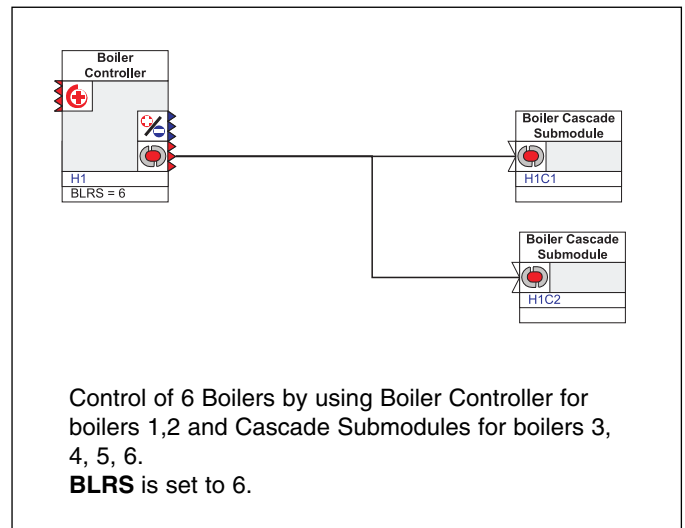 Boiler
Controller
H1
BLRS = 6
Boiler Cascade
Submodule
H1C1
Boiler Cascade
Submodule
H1C2
Control of 6 Boilers by using Boiler Controller for
boilers 1,2 and Cascade Submodules for boilers 3,
4, 5, 6.
BLRS is set to 6.